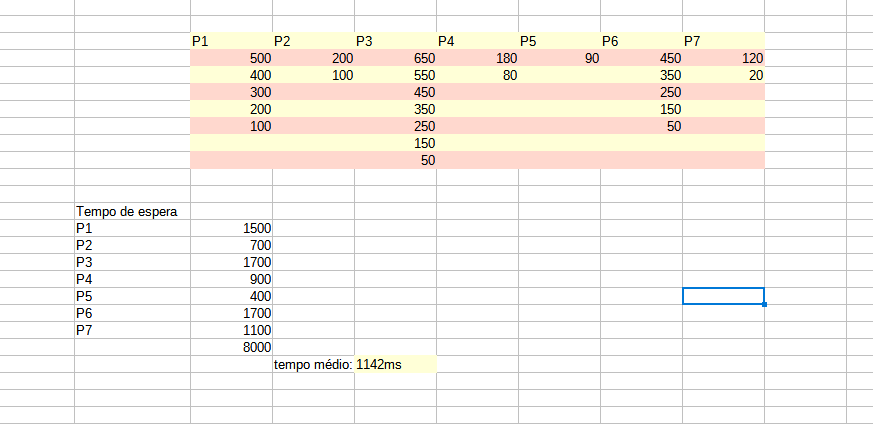 P1 P2 P3 P4 P5 P6 P7
500 200 650 180 90 450 120
400 100 550 80 350 20
300 450 250
200 350 150
100 250 50
150
50
Tempo de espera
P1 1500
P2 700
P3 1700
P4 900
P5 400
P6 1700
P7 1100
8000
tempo médio: 1142ms